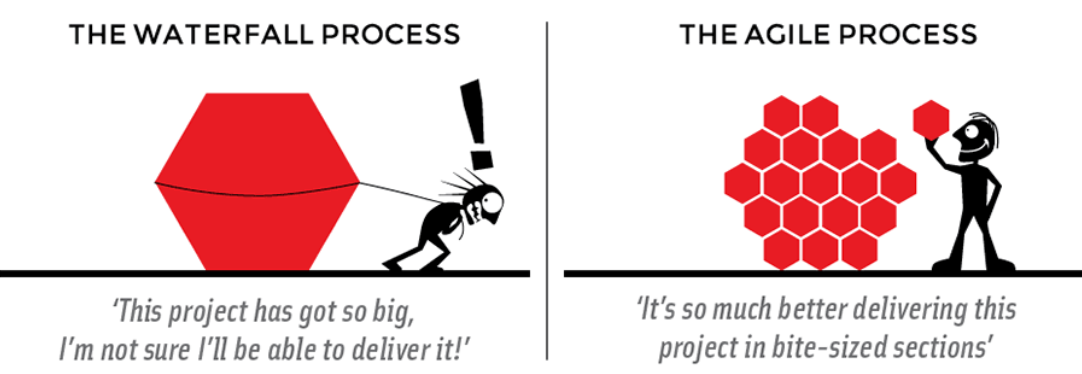 THE WATERFALL PROCESS
‘This project has got so big,
I’m not sure I’ll be able to deliver it!’
THE AGILE PROCESS
‘It’s so much better delivering this
project in bite-sized sections’